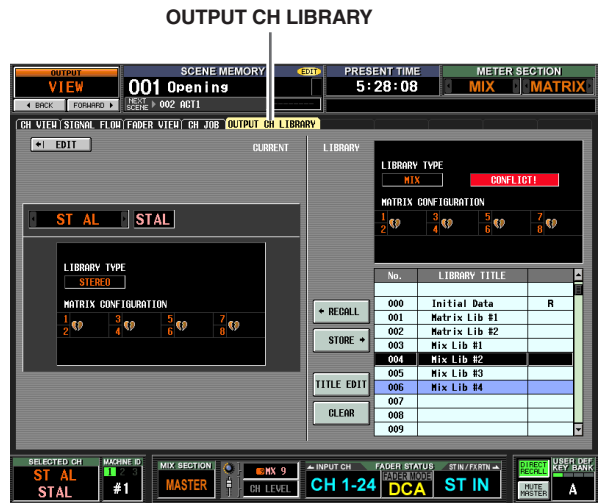 OUTPUT CH LIBRARY
OUTPUT
VIEW
BACK
FORWARD
SCENE MEMORY
EDIT
001 Opening
NEXT SCENE
002 ACT1
PRESENT TIME
5:28:08
METER SECTION
MIX
MATRIX
CH VIEW
SIGNAL FLOW
FADER VIEW
CH JOB
OUTPUT CH LIBRARY
EDIT
CURRENT
LIBRARY
LIBRARY TYPE
MIX
CONFLICT!
MATRIX CONFIGURATION
1 3 5 7
2 4 6 8
ST AL
STAL
LIBRARY TYPE
STEREO
MATRIX CONFIGURATION
1 3 5 7
2 4 6 8
RECALL
STORE
TITLE EDIT
CLEAR
No. LIBRARY TITLE
000 Initial Data R
001 Matrix Lib #1
002 Matrix Lib #2
003 Mix Lib #1
004 Mix Lib #2
005 Mix Lib #3
006 Mix Lib #4
007
008
009
SELECTED CH
ST AL
STAL
MACHINE ID
1 2 3
#1
MIX SECTION
MASTER
MX 9
CH LEVEL
INPUT CH
FADER STATUS
ST IN/FXRTN
CH 1-24
FADER MODE
DCA
ST IN
DIRECT RECALL
MUTE MASTER
USER DEF KEY BANK
A